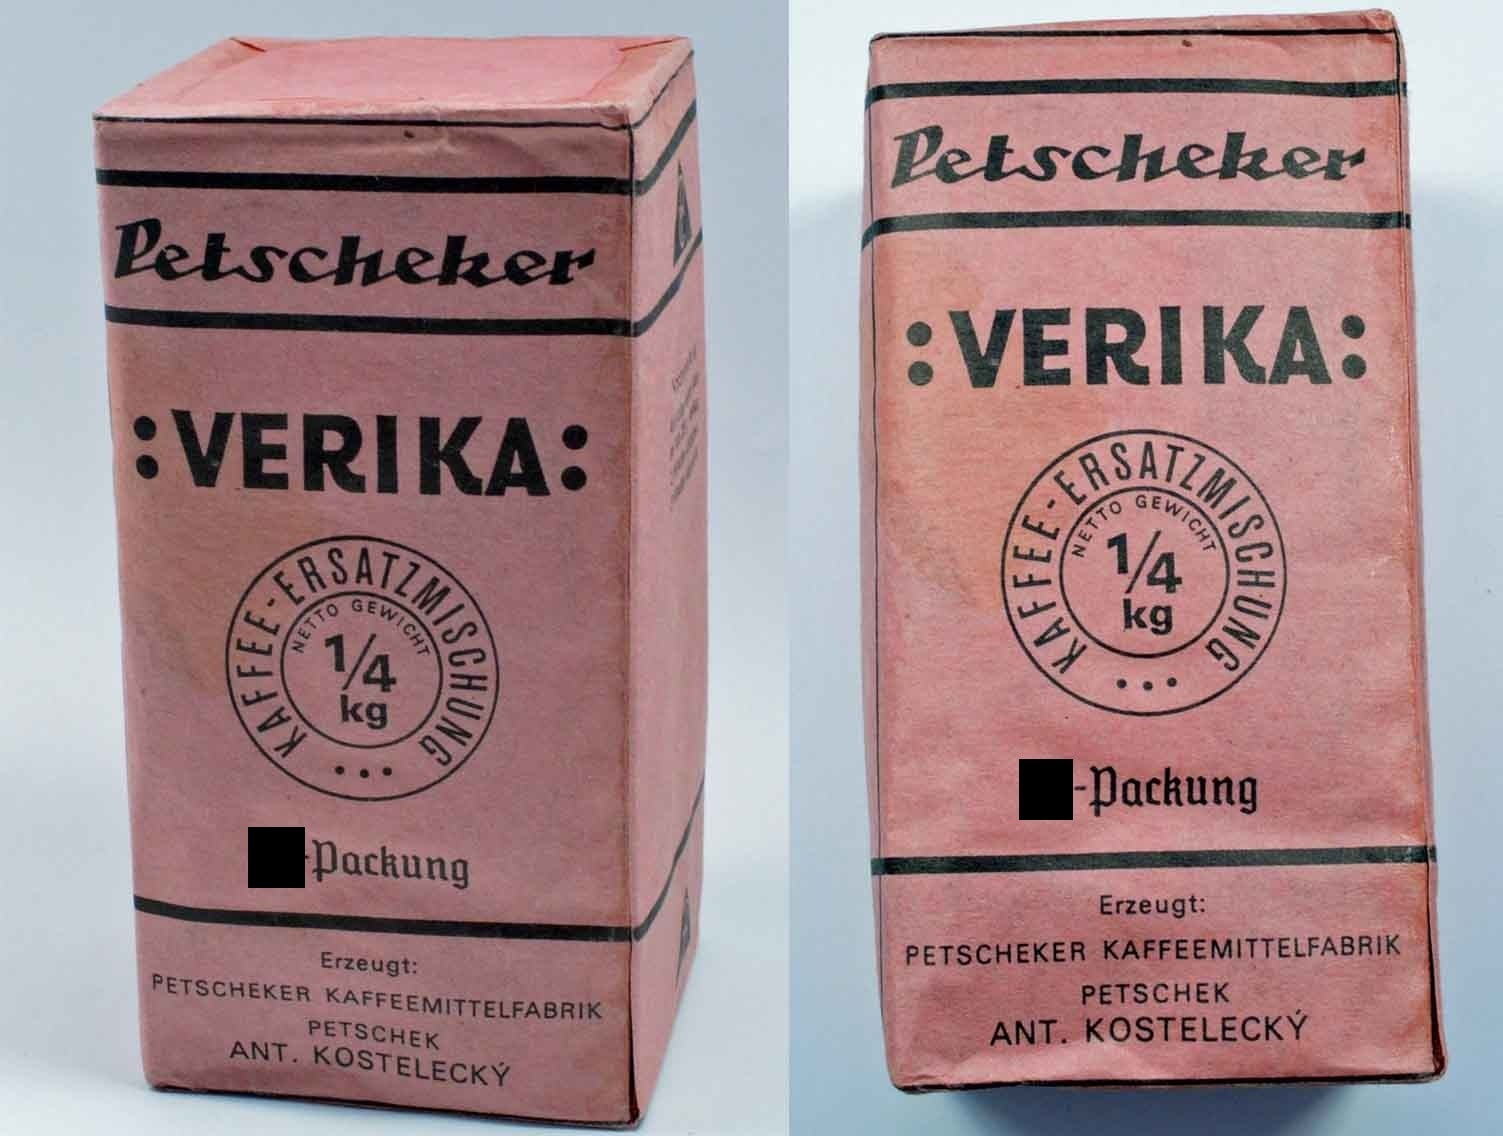 Petscheker
:VERIKA:
KAFFEE-ERSATZMISCHUNG
NETTO GEWICHT
1/4
kg
-Packung
Erzeugt:
PETSCHEKER KAFFEEMITTELFABRIK
PETSCHEK
ANT. KOSTELECKÝ
Petscheker
:VERIKA:
KAFFEE-ERSATZMISCHUNG
NETTO GEWICHT
1/4
kg
-Packung
Erzeugt:
PETSCHEKER KAFFEEMITTELFABRIK
PETSCHEK
ANT. KOSTELECKÝ